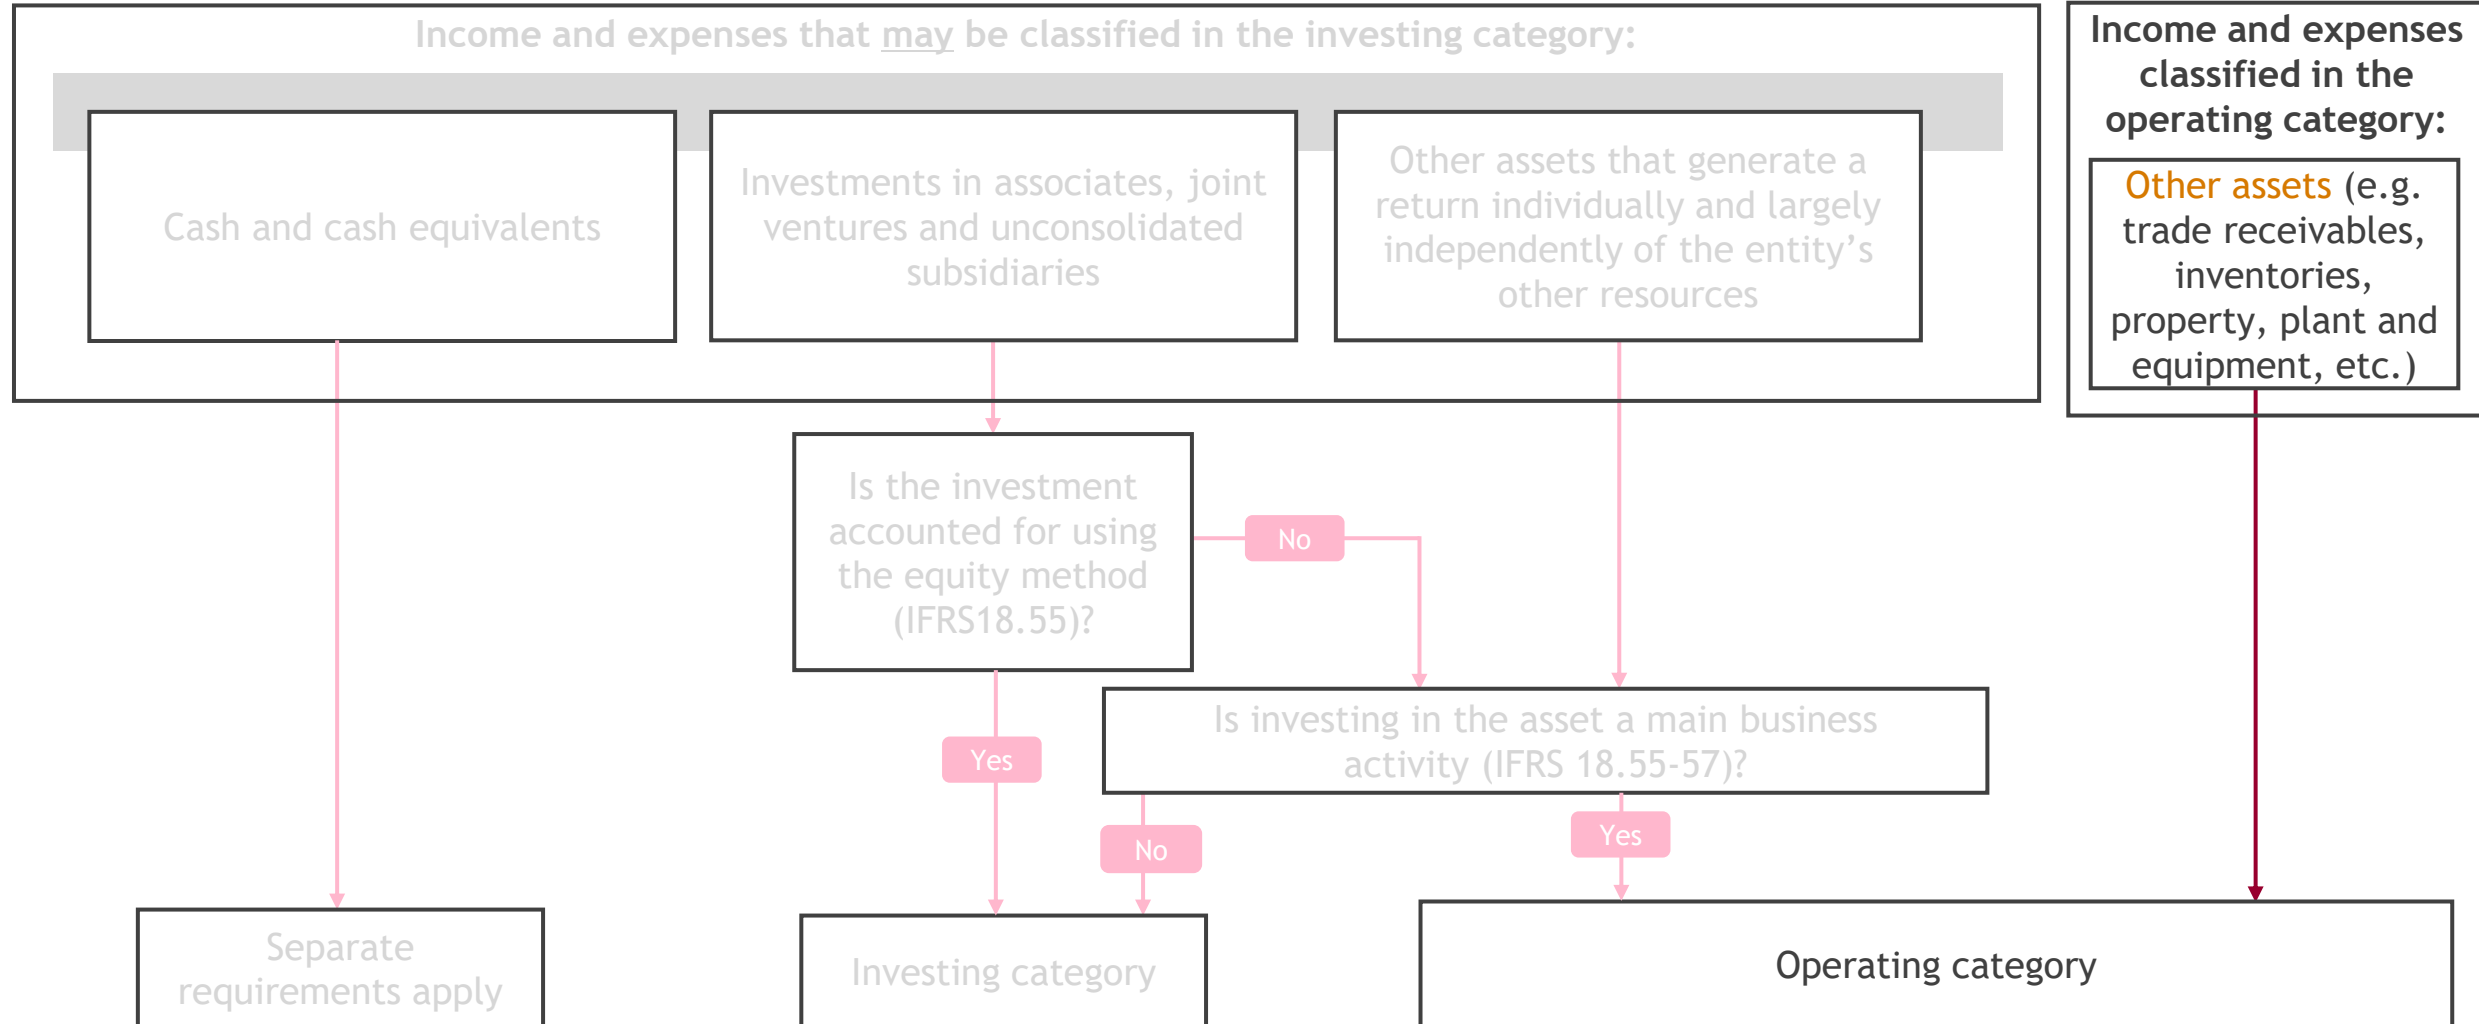 Income and expenses that may be classified in the investing category:
Cash and cash equivalents
Investments in associates, joint
ventures and unconsolidated
subsidiaries
Other assets that generate a
return individually and largely
independently of the entity’s
other resources
Income and expenses
classified in the
operating category:
Other assets (e.g.
trade receivables,
inventories,
property, plant and
equipment, etc.)
Is the investment
accounted for using
the equity method
(IFRS18.55)?
No
Is investing in the asset a main business
activity (IFRS 18.55-57)?
Yes
No
Yes
Separate
requirements apply
Investing category
Operating category